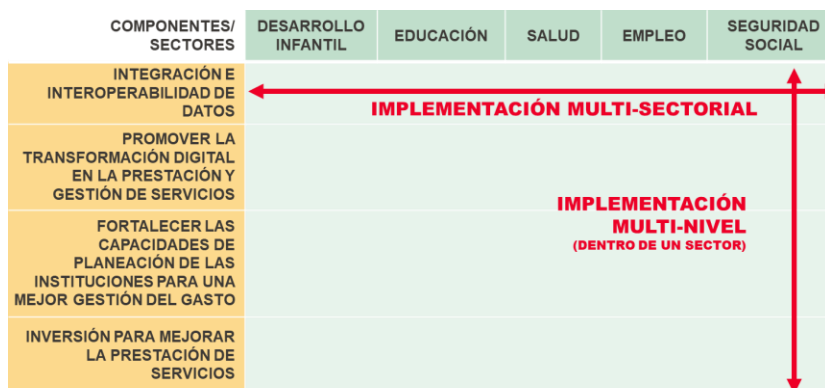 COMPONENTES/
SECTORES
DESARROLLO
INFANTIL
EDUCACIÓN
SALUD
EMPLEO
SEGURIDAD
SOCIAL
INTEGRACIÓN E
INTEROPERABILIDAD DE
DATOS
IMPLEMENTACIÓN MULTI-SECTORIAL
PROMOVER LA
TRANSFORMACIÓN DIGITAL
EN LA PRESTACIÓN Y
GESTIÓN DE SERVICIOS
IMPLEMENTACIÓN
MULTI-NIVEL
(DENTRO DE UN SECTOR)
FORTALECER LAS
CAPACIDADES DE
PLANEACIÓN DE LAS
INSTITUCIONES PARA UNA
MEJOR GESTIÓN DEL GASTO
INVERSIÓN PARA MEJORAR
LA PRESTACIÓN DE
SERVICIOS